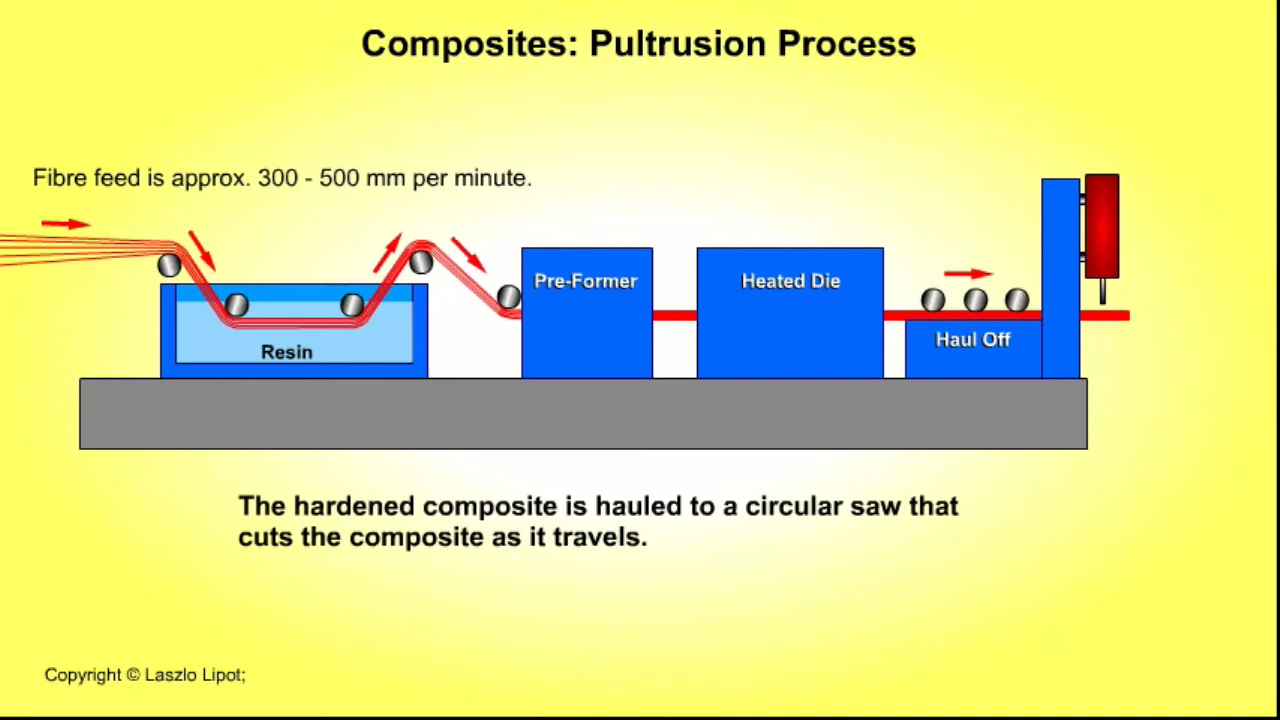 Composites: Pultrusion Process
Fibre feed is approx. 300 - 500 mm per minute.
Pre-Former
Heated Die
Resin
Haul Off
The hardened composite is hauled to a circular saw that
cuts the composite as it travels.
Copyright © Laszlo Lipot;